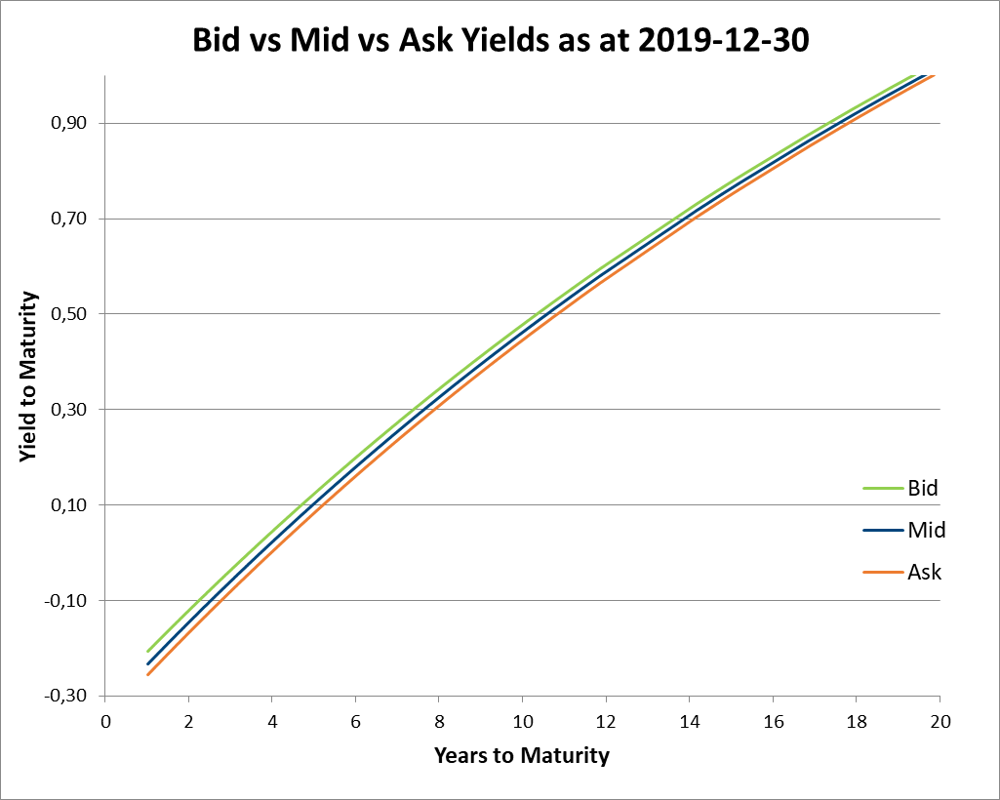 Bid vs Mid vs Ask Yields as at 2019-12-30
0,90
0,70
0,50
0,30
0,10
-0,10
-0,30
Yield to Maturity
Bid
Mid
Ask
0 2 4 6 8 10 12 14 16 18 20
Years to Maturity